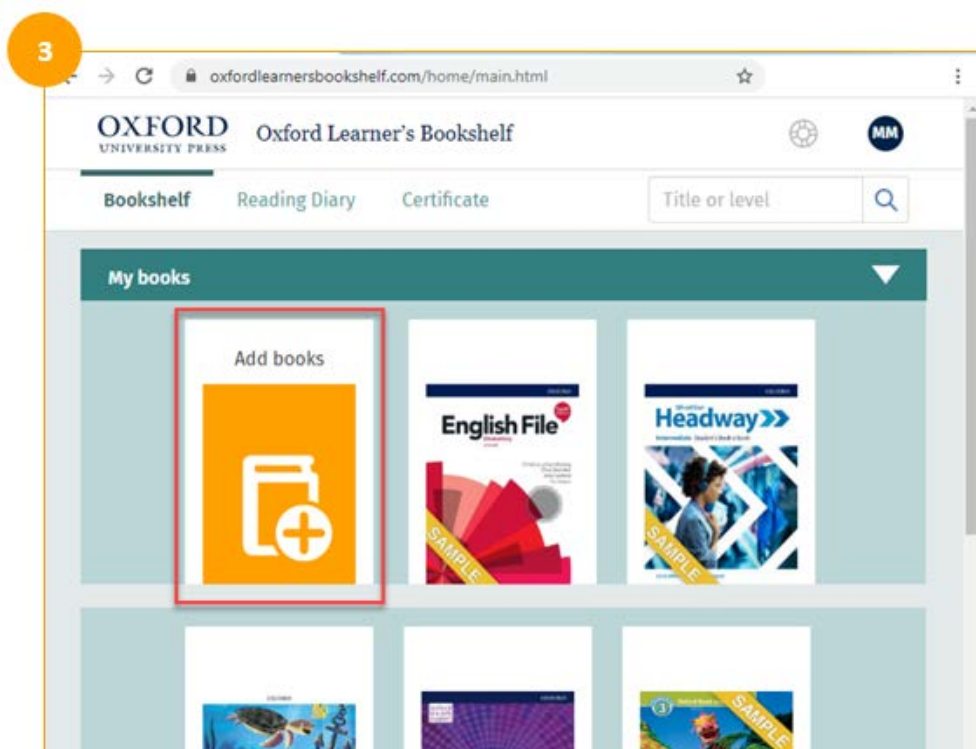 3
oxfordlearnersbookshelf.com/home/main.html
OXFORD
UNIVERSITY PRESS
Oxford Learner's Bookshelf
MM
Bookshelf
Reading Diary
Certificate
Title or level
My books
Add books
English File
SAMPLE
Headway
SAMPLE
3
SAMPLE